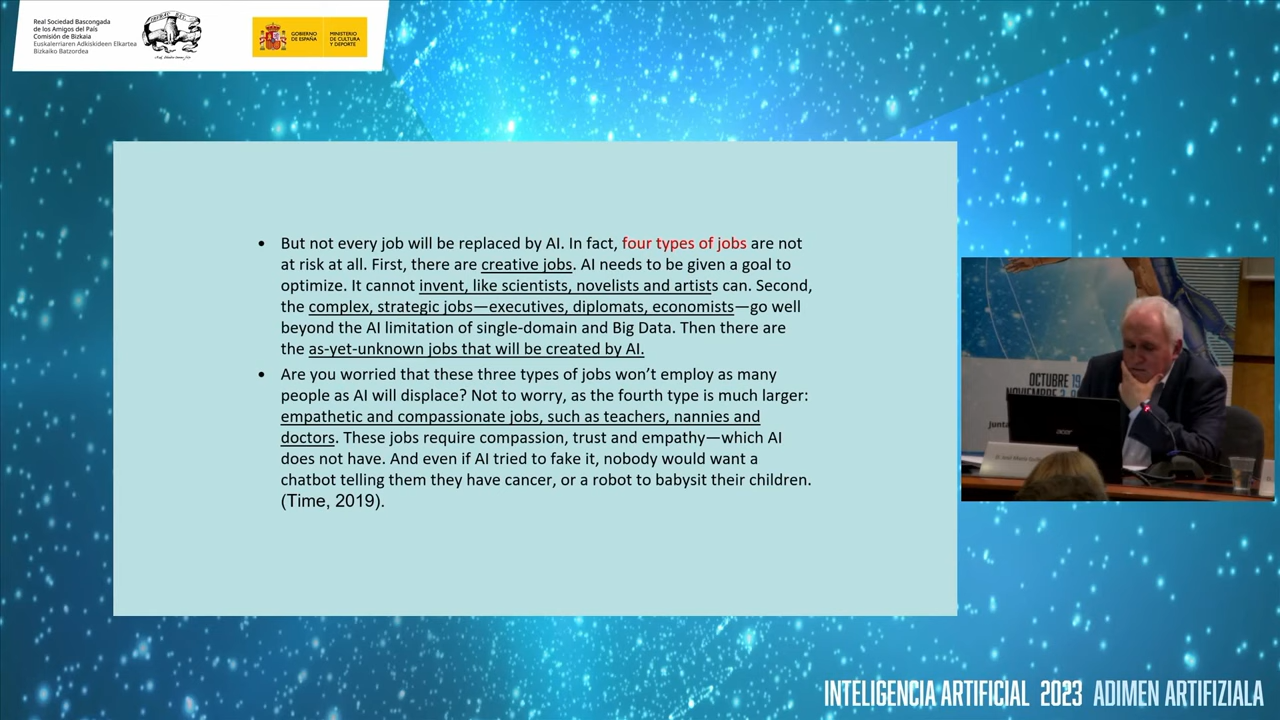 Real Sociedad Bascongada
de los Amigos del País
Comisión de Bizkaia
Euskalerriaren Adkiskideen Elkartea
Bizkaiko Batzordea
GOBIERNO
DE ESPAÑA
MINISTERIO
DE CULTURA
Y DEPORTE
• But not every job will be replaced by AI. In fact, four types of jobs are not
at risk at all. First, there are creative jobs. AI needs to be given a goal to
optimize. It cannot invent, like scientists, novelists and artists can. Second,
the complex, strategic jobs—executives, diplomats, economists—go well
beyond the AI limitation of single-domain and Big Data. Then there are
the as-yet-unknown jobs that will be created by AI.
• Are you worried that these three types of jobs won’t employ as many
people as AI will displace? Not to worry, as the fourth type is much larger:
empathetic and compassionate jobs, such as teachers, nannies and
doctors. These jobs require compassion, trust and empathy—which AI
does not have. And even if AI tried to fake it, nobody would want a
chatbot telling them they have cancer, or a robot to babysit their children.
(Time, 2019).
OCTUBRE 19
NOVIEMBRE 2
acer
INTELIGENCIA ARTIFICIAL 2023 ADIMEN ARTIFIZIALA